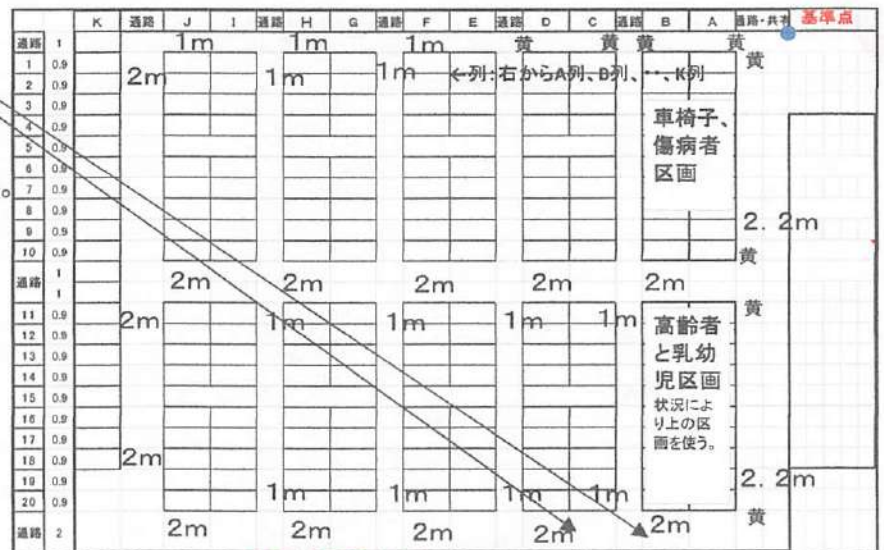 K 通路 J I 通路 H G 通路 F E 通路 D C 通路 B A 通路・共有 基準点
通路 1 1m 1m 1m 黄 黄 黄 黄
1 0.9 2m 1m 1m ←列:右からA列、B列、・・、K列 黄
2 0.9
3 0.9 車椅子、
4 0.9 傷病者
5 0.9 区画
6 0.9
7 0.9
8 0.9
9 0.9 2.2m
10 0.9 黄
通路 1 2m 2m 2m 2m 2m
1
11 0.9 2m 1m 1m 1m 1m 高齢者 黄
12 0.9 と乳幼
13 0.9 児区画
14 0.9 状況によ
15 0.9 り上の区
16 0.9 画を使う。
17 0.9
18 0.9 2m
19 0.9 2.2m
20 0.9 1m 1m 1m 1m 黄
通路 2 2m 2m 2m 2m 2m